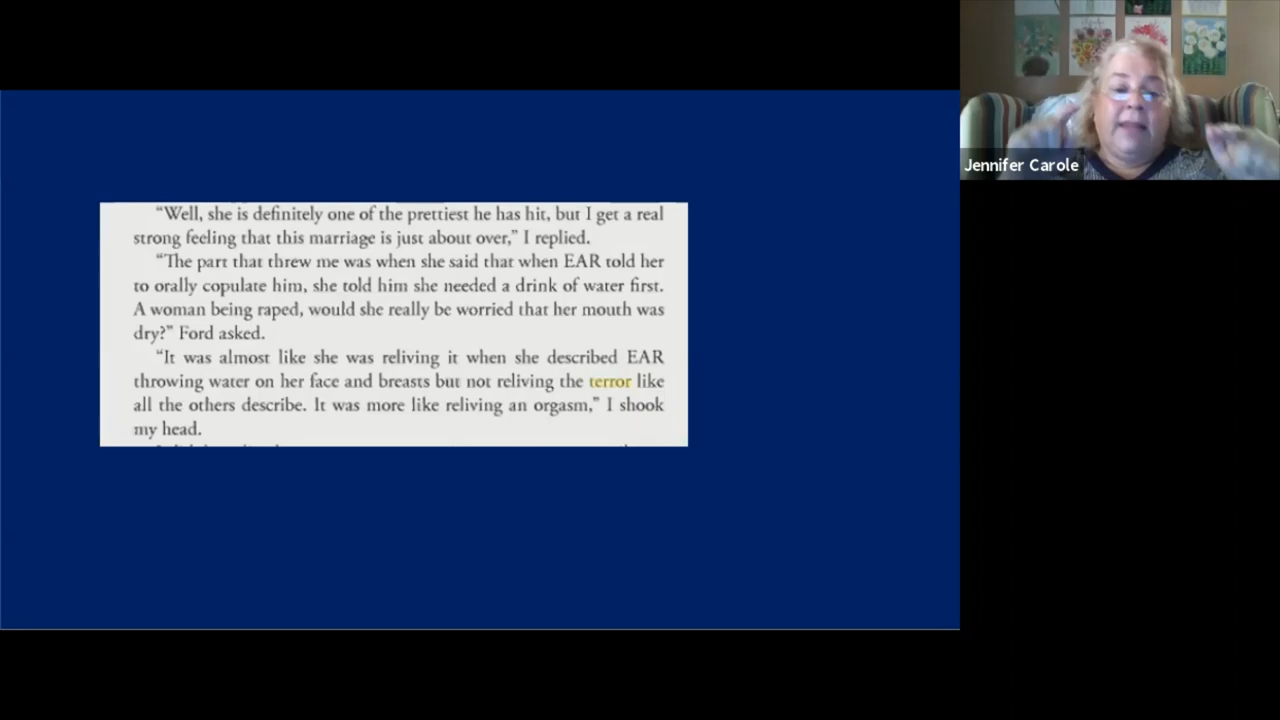 “Well, she is definitely one of the prettiest he has hit, but I get a real
strong feeling that this marriage is just about over,” I replied.
“The part that threw me was when she said that when EAR told her
to orally copulate him, she told him she needed a drink of water first.
A woman being raped, would she really be worried that her mouth was
dry?” Ford asked.
“It was almost like she was reliving it when she described EAR
throwing water on her face and breasts but not reliving the terror like
all the others describe. It was more like reliving an orgasm,” I shook
my head.
Jennifer Carole